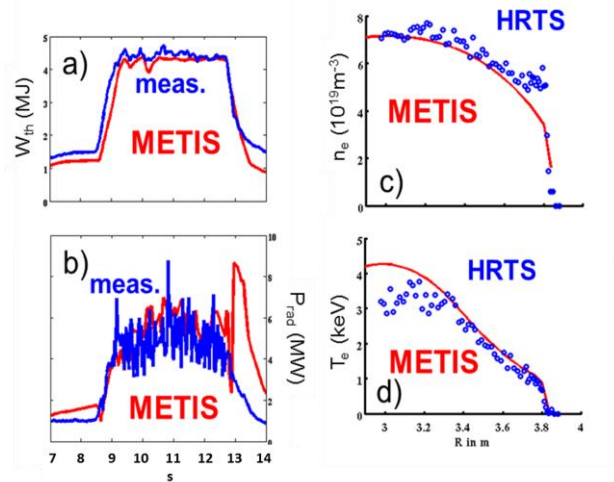 a)
meas.
METIS
W_th (MJ)
5
4
3
2
1
0
b)
meas.
METIS
P_rad (MW)
10
8
6
4
2
0
7 8 9 10 11 12 13 14
s
HRTS
METIS
c)
n_e (10^19 m^-3)
8
6
4
2
0
HRTS
METIS
d)
T_e (keV)
5
4
3
2
1
0
3 3.2 3.4 3.6 3.8 4
R in m